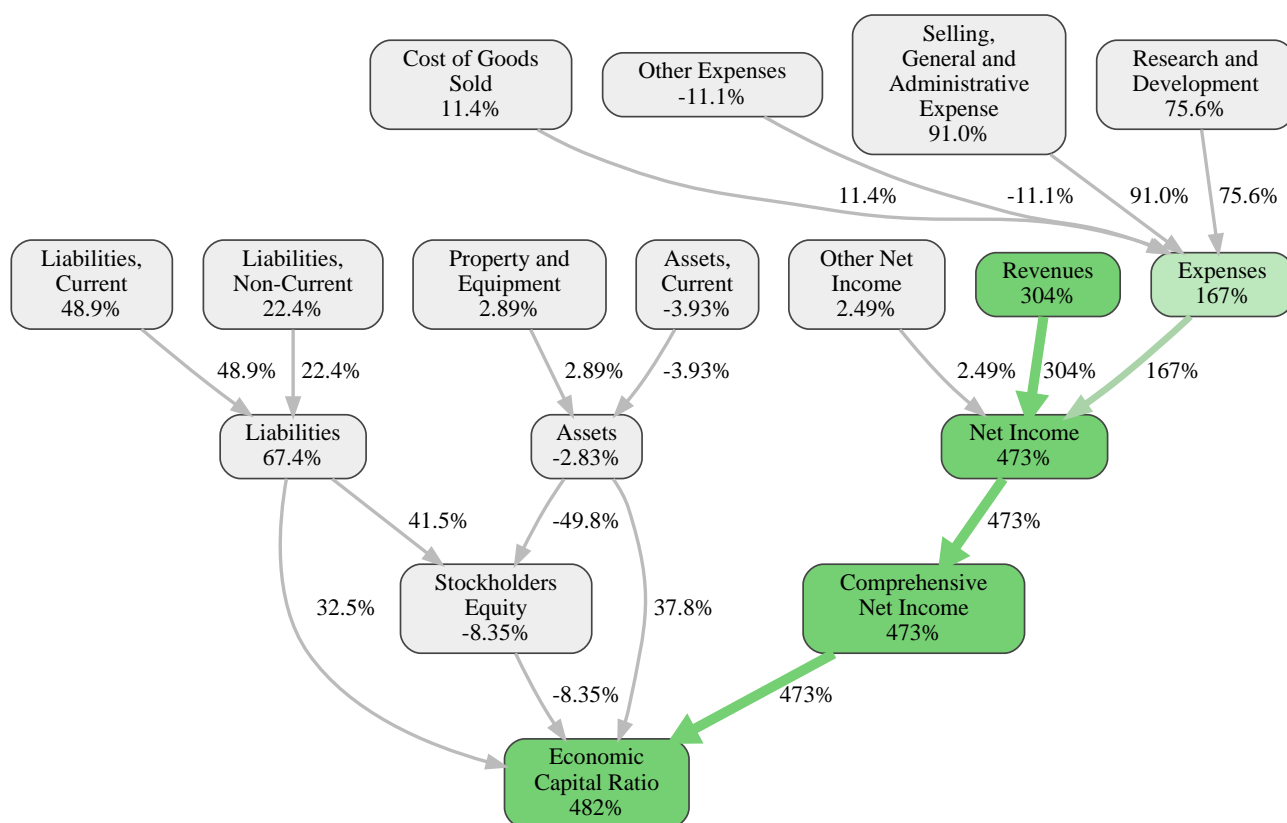 Cost of Goods
Sold
11.4%
Other Expenses
-11.1%
Selling,
General and
Administrative
Expense
91.0%
Research and
Development
75.6%
11.4%
-11.1%
91.0%
75.6%
Liabilities,
Current
48.9%
Liabilities,
Non-Current
22.4%
Property and
Equipment
2.89%
Assets,
Current
-3.93%
Other Net
Income
2.49%
Revenues
304%
Expenses
167%
48.9%
22.4%
2.89%
-3.93%
2.49%
304%
167%
Liabilities
67.4%
Assets
-2.83%
Net Income
473%
41.5%
-49.8%
473%
Stockholders
Equity
-8.35%
Comprehensive
Net Income
473%
32.5%
37.8%
-8.35%
473%
Economic
Capital Ratio
482%